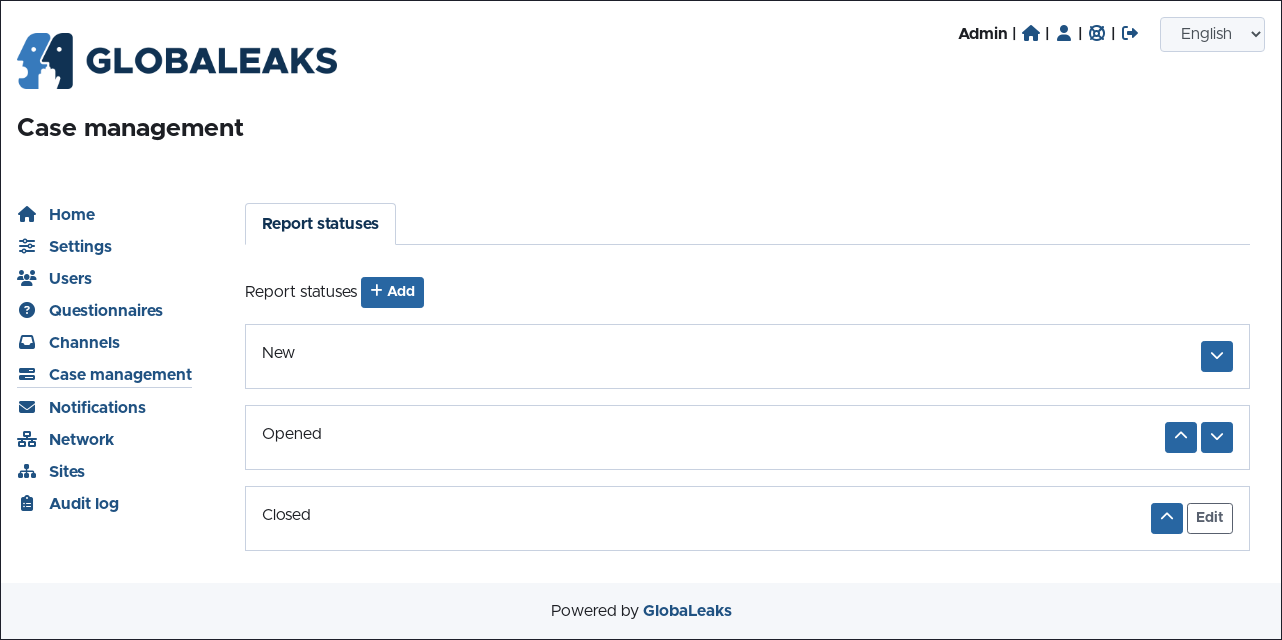 GLOBALEAKS
Admin | | | |
English
Case management
Home
Settings
Users
Questionnaires
Channels
Case management
Notifications
Network
Sites
Audit log
Report statuses
Report statuses + Add
New
Opened
Closed
Edit
Powered by GlobaLeaks